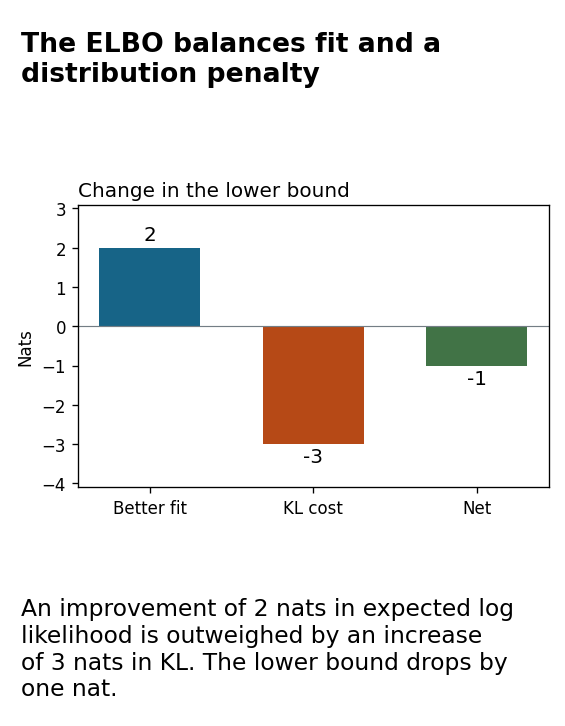 The ELBO balances fit and a
distribution penalty
Change in the lower bound
3
2
1
0
−1
−2
−3
−4
Nats
2
-3
-1
Better fit
KL cost
Net
An improvement of 2 nats in expected log
likelihood is outweighed by an increase
of 3 nats in KL. The lower bound drops by
one nat.